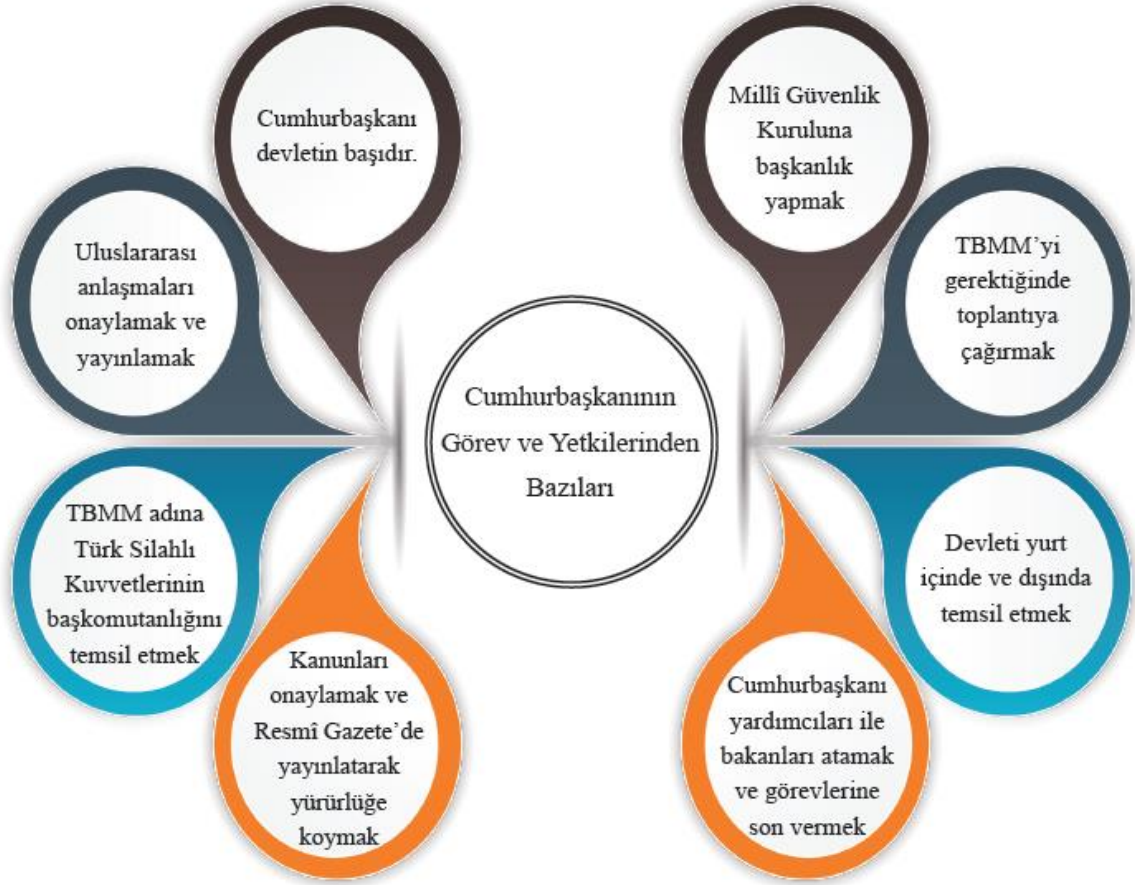 Cumhurbaşkanı
devletin başıdır.
Uluslararası
anlaşmaları
onaylamak ve
yayınlamak
TBMM adına
Türk Silahlı
Kuvvetlerinin
başkomutanlığını
temsil etmek
Kanunları
onaylamak ve
Resmî Gazete’de
yayınlatarak
yürürlüğe
koymak
Cumhurbaşkanının
Görev ve Yetkilerinden
Bazıları
Millî Güvenlik
Kuruluna
başkanlık
yapmak
TBMM’yi
gerektiğinde
toplantıya
çağırmak
Devleti yurt
içinde ve dışında
temsil etmek
Cumhurbaşkanı
yardımcıları ile
bakanları atamak
ve görevlerine
son vermek